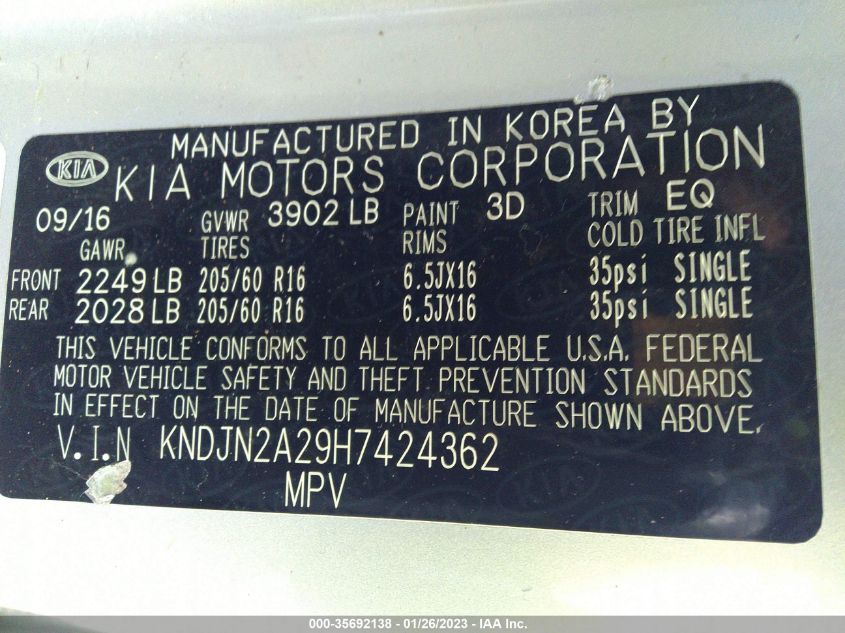 MANUFACTURED IN KOREA BY
KIA KIA MOTORS CORPORATION
09/16 GVWR 3902 LB PAINT 3D TRIM EQ
GAWR TIRES RIMS COLD TIRE INFL
FRONT 2249 LB 205/60 R16 6.5JX16 35psi SINGLE
REAR 2028 LB 205/60 R16 6.5JX16 35psi SINGLE
THIS VEHICLE CONFORMS TO ALL APPLICABLE U.S.A. FEDERAL
MOTOR VEHICLE SAFETY AND THEFT PREVENTION STANDARDS
IN EFFECT ON THE DATE OF MANUFACTURE SHOWN ABOVE.
V.I.N KNDJN2A29H7424362
MPV
000-35692138 - 01/26/2023 - IAA Inc.